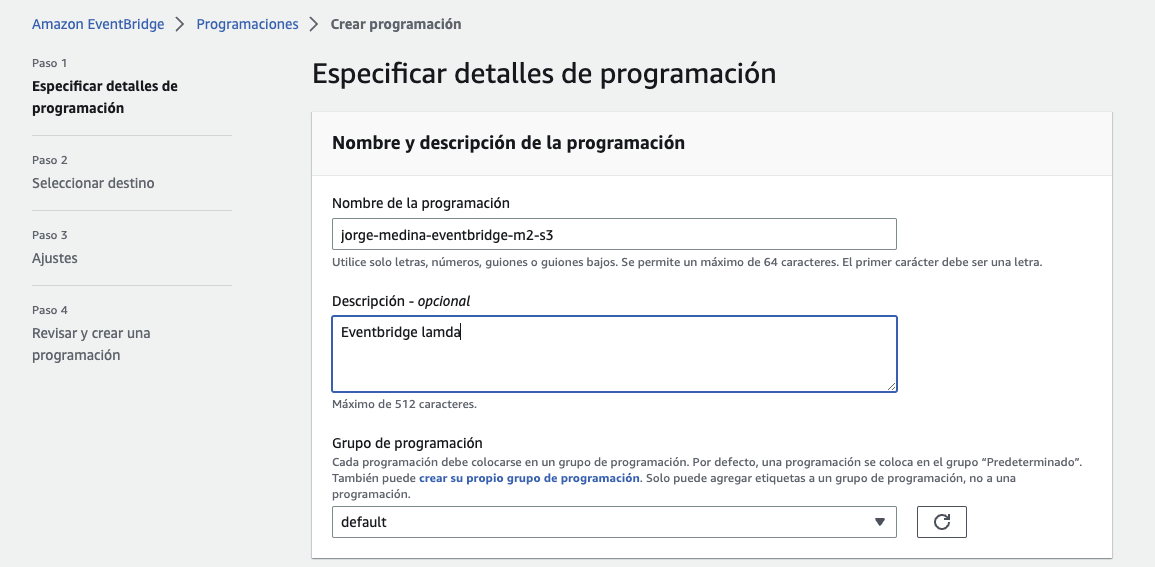 Amazon EventBridge > Programaciones > Crear programación
Paso 1
Especificar detalles de
programación
Paso 2
Seleccionar destino
Paso 3
Ajustes
Paso 4
Revisar y crear una
programación
Especificar detalles de programación
Nombre y descripción de la programación
Nombre de la programación
jorge-medina-eventbridge-m2-s3
Utilice solo letras, números, guiones o guiones bajos. Se permite un máximo de 64 caracteres. El primer carácter debe ser una letra.
Descripción - opcional
Eventbridge lamda
Máximo de 512 caracteres.
Grupo de programación
Cada programación debe colocarse en un grupo de programación. Por defecto, una programación se coloca en el grupo “Predeterminado”.
También puede crear su propio grupo de programación. Solo puede agregar etiquetas a un grupo de programación, no a una
programación.
default